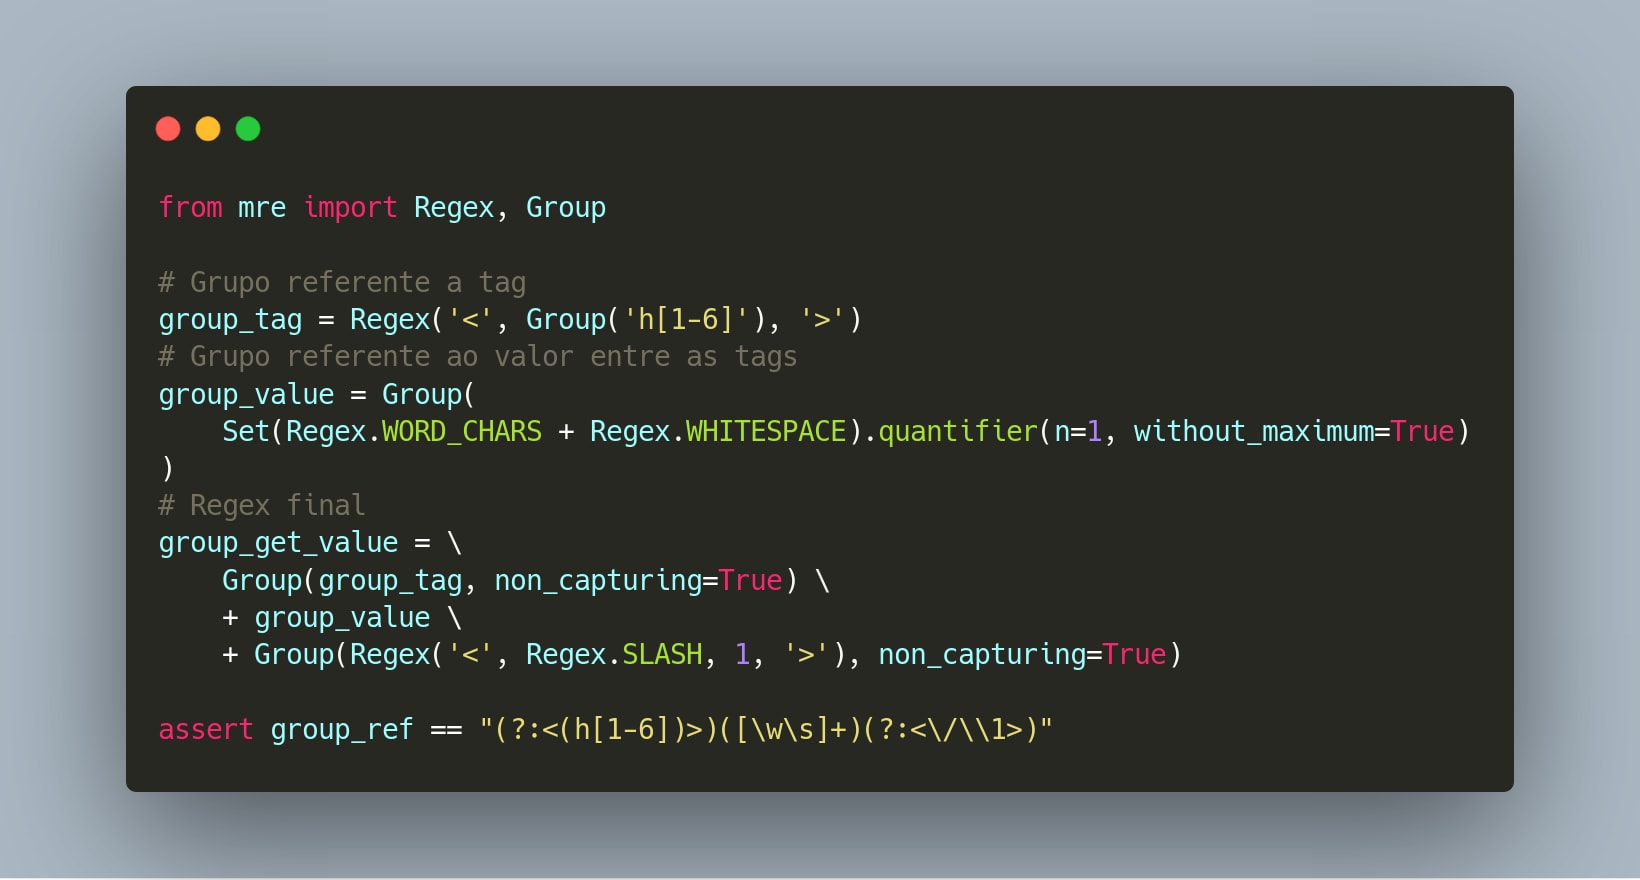 from mre import Regex, Group
# Grupo referente a tag
group_tag = Regex('<', Group('h[1-6]'), '>')
# Grupo referente ao valor entre as tags
group_value = Group(
    Set(Regex.WORD_CHARS + Regex.WHITESPACE).quantifier(n=1, without_maximum=True)
)
# Regex final
group_get_value = \
    Group(group_tag, non_capturing=True) \
    + group_value \
    + Group(Regex('<', Regex.SLASH, 1, '>'), non_capturing=True)
assert group_ref == "(?:<(h[1-6])>)([\w\s]+)(?:<\/\\1>)"